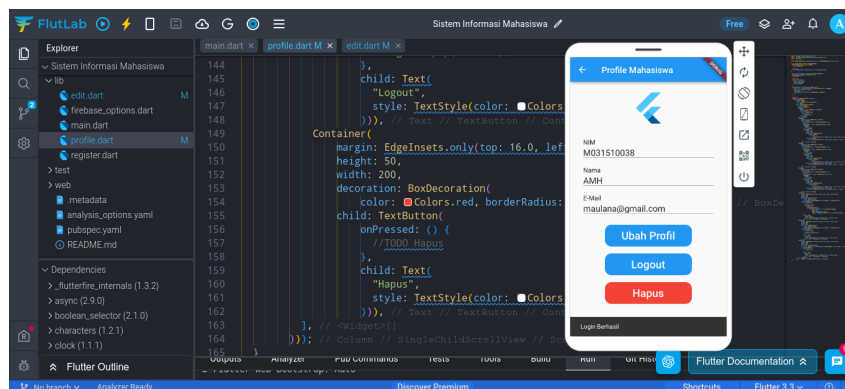 FlutLab
Sistem Informasi Mahasiswa
Free
A
Explorer
Sistem Informasi Mahasiswa
lib
edit.dart M
firebase_options.dart
main.dart
profile.dart M
register.dart
test
web
.metadata
analysis_options.yaml
pubspec.yaml
README.md
Dependencies
_flutterfire_internals (1.3.2)
async (2.9.0)
boolean_selector (2.1.0)
characters (1.2.1)
clock (1.1.1)
Flutter Outline
main.dart × profile.dart M × edit.dart M ×
144 },
145 child: Text(
146 "Logout",
147 style: TextStyle(color: Colors
148 ))), // Text // TextButton // Cont
149 Container(
150 margin: EdgeInsets.only(top: 16.0, lef
151 height: 50,
152 width: 200,
153 decoration: BoxDecoration(
154 color: Colors.red, borderRadius: // BoxDe
155 child: TextButton(
156 onPressed: () {
157 //TODO Hapus
158 },
159 child: Text(
160 "Hapus",
161 style: TextStyle(color: Colors
162 ))), // Text // TextButton // Cont
163 ], // <Widget>[]
164 ))); // Column // SingleChildScrollView // Sc
165 }
Profile Mahasiswa
DEBUG
NIM
M031510038
Nama
AMH
E-Mail
maulana@gmail.com
Ubah Profil
Logout
Hapus
Login Berhasil
Outputs Analyzer Pub Commands Tests Tools Build Run Git Hist
Flutter Documentation
No branch Analyzer Ready Discover Premium Shortcuts Flutter 3.3